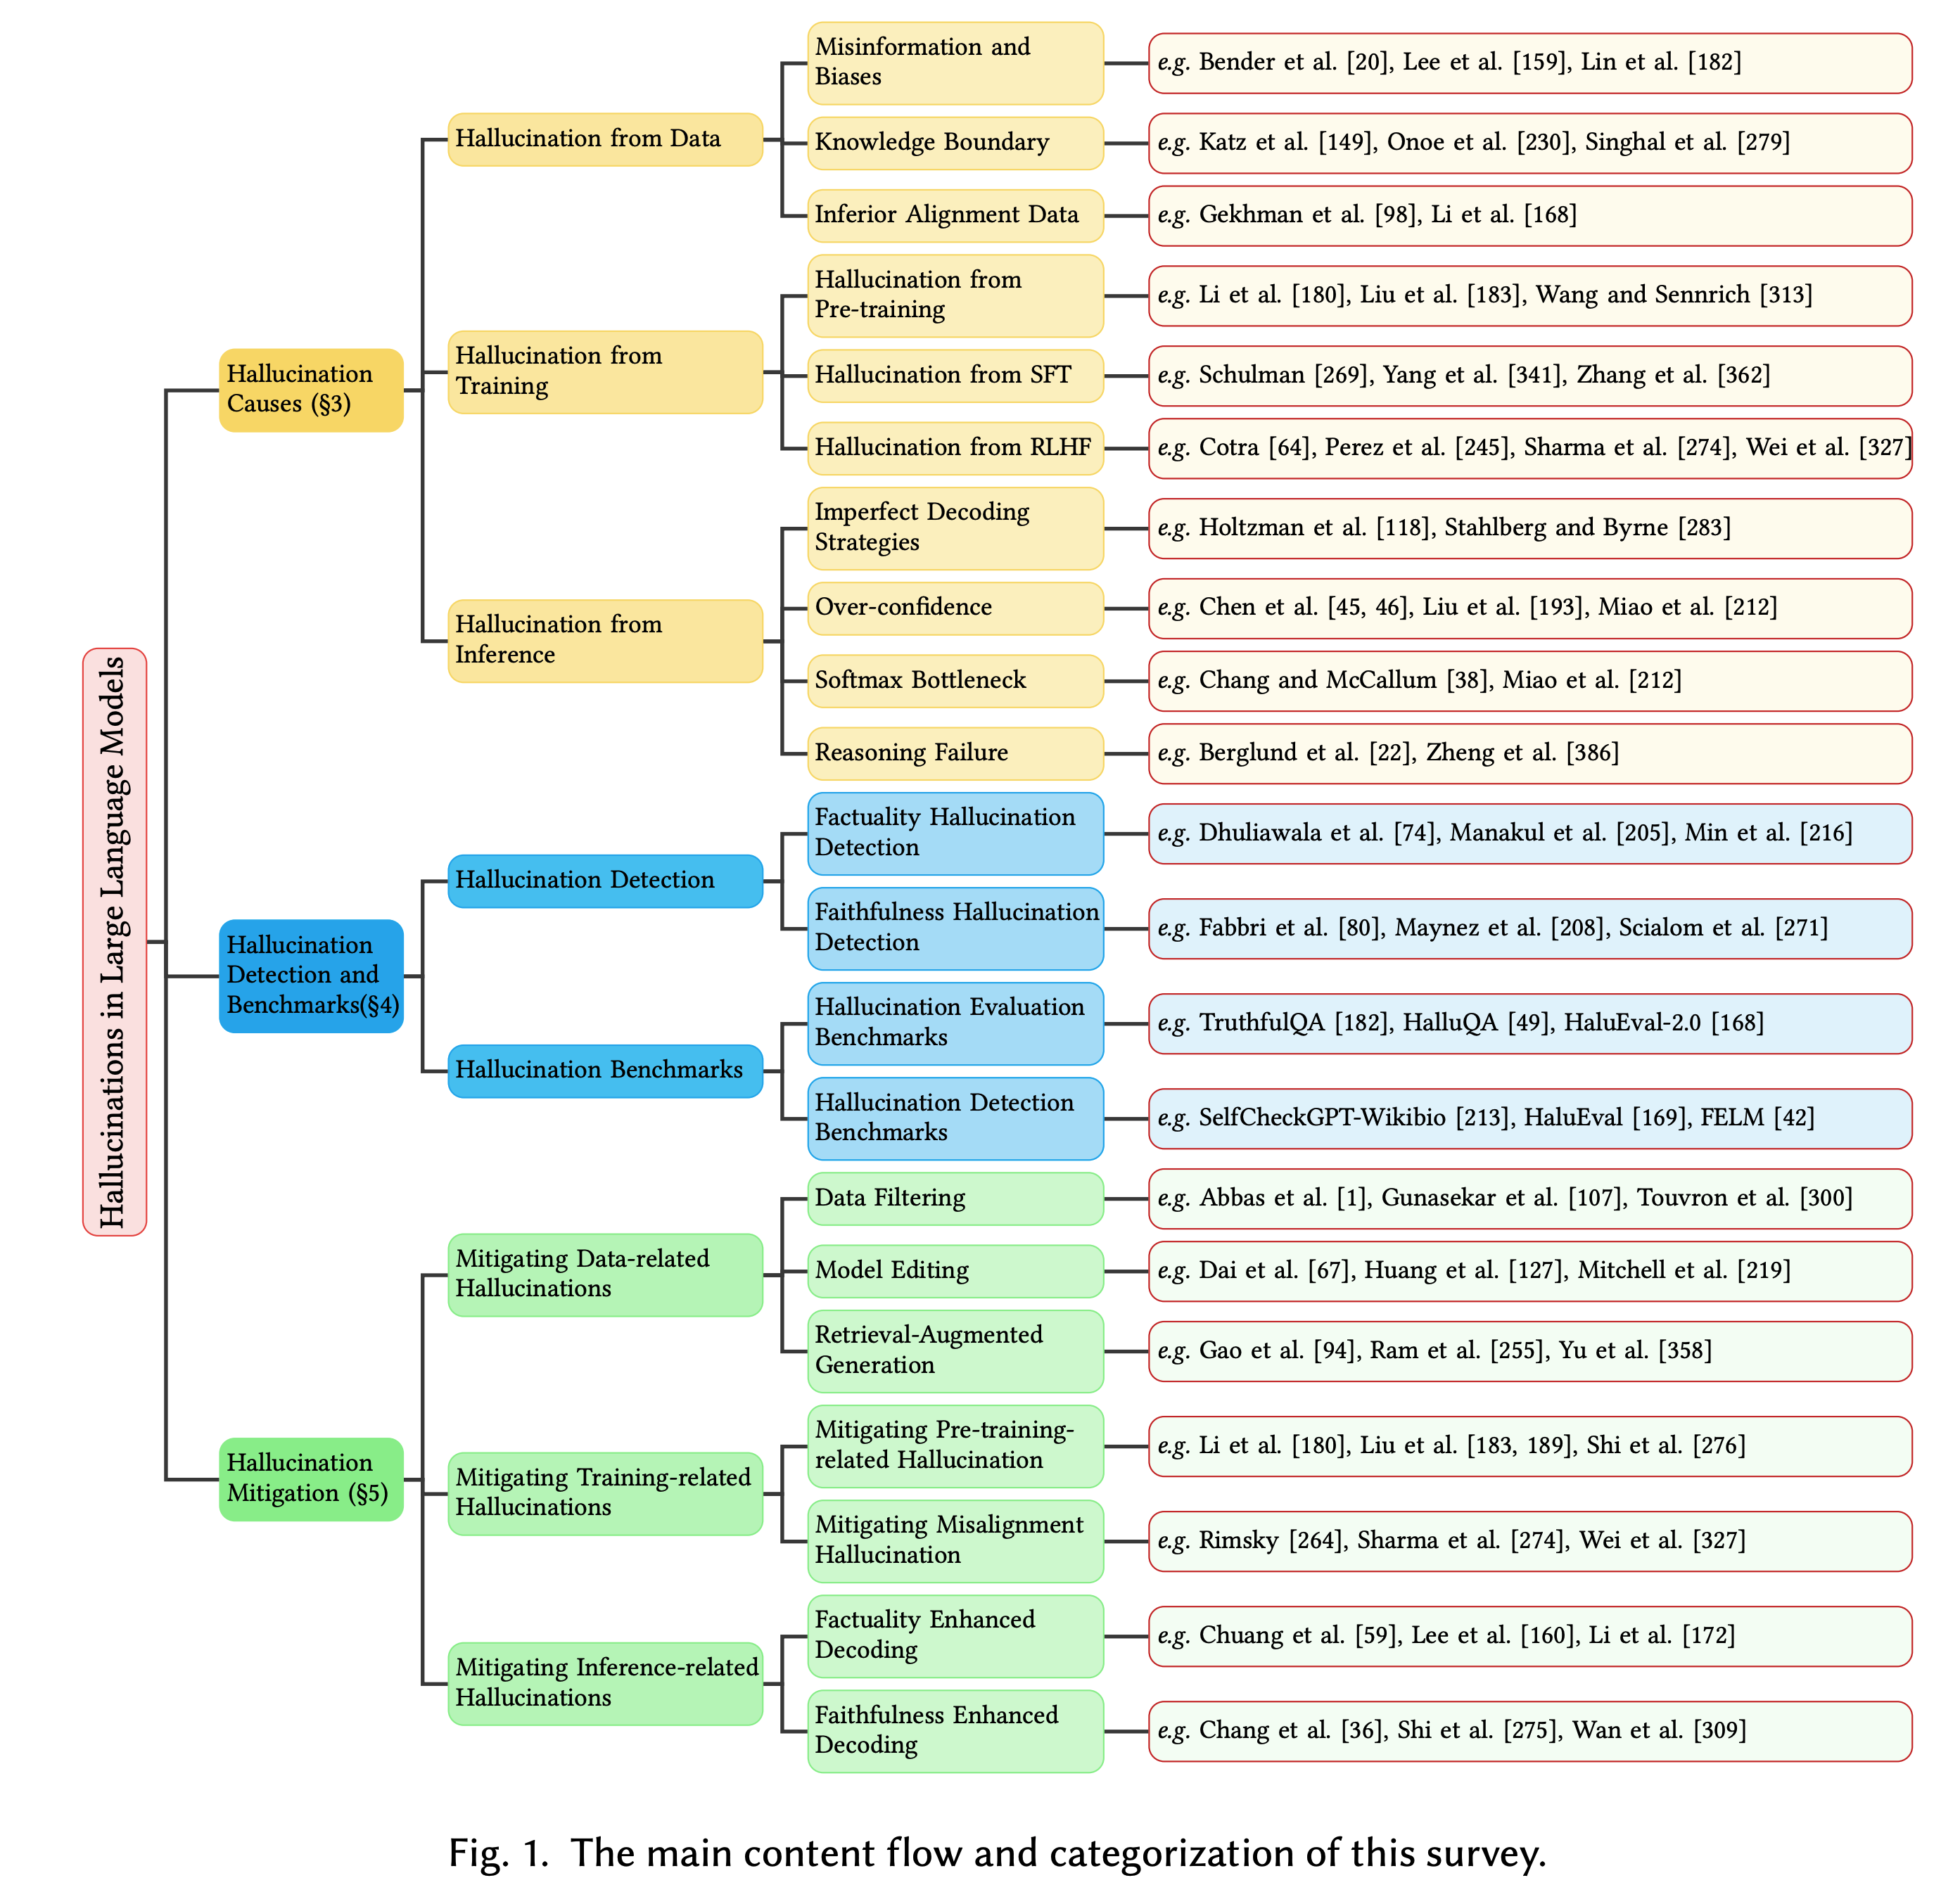 Hallucinations in Large Language Models
Hallucination
Causes (§3)
Hallucination from Data
Misinformation and
Biases
e.g. Bender et al. [20], Lee et al. [159], Lin et al. [182]
Knowledge Boundary
e.g. Katz et al. [149], Onoe et al. [230], Singhal et al. [279]
Inferior Alignment Data
e.g. Gekhman et al. [98], Li et al. [168]
Hallucination from
Training
Hallucination from
Pre-training
e.g. Li et al. [180], Liu et al. [183], Wang and Sennrich [313]
Hallucination from SFT
e.g. Schulman [269], Yang et al. [341], Zhang et al. [362]
Hallucination from RLHF
e.g. Cotra [64], Perez et al. [245], Sharma et al. [274], Wei et al. [327]
Hallucination from
Inference
Imperfect Decoding
Strategies
e.g. Holtzman et al. [118], Stahlberg and Byrne [283]
Over-confidence
e.g. Chen et al. [45, 46], Liu et al. [193], Miao et al. [212]
Softmax Bottleneck
e.g. Chang and McCallum [38], Miao et al. [212]
Reasoning Failure
e.g. Berglund et al. [22], Zheng et al. [386]
Hallucination
Detection and
Benchmarks(§4)
Hallucination Detection
Factuality Hallucination
Detection
e.g. Dhuliawala et al. [74], Manakul et al. [205], Min et al. [216]
Faithfulness Hallucination
Detection
e.g. Fabbri et al. [80], Maynez et al. [208], Scialom et al. [271]
Hallucination Benchmarks
Hallucination Evaluation
Benchmarks
e.g. TruthfulQA [182], HalluQA [49], HaluEval-2.0 [168]
Hallucination Detection
Benchmarks
e.g. SelfCheckGPT-Wikibio [213], HaluEval [169], FELM [42]
Hallucination
Mitigation (§5)
Mitigating Data-related
Hallucinations
Data Filtering
e.g. Abbas et al. [1], Gunasekar et al. [107], Touvron et al. [300]
Model Editing
e.g. Dai et al. [67], Huang et al. [127], Mitchell et al. [219]
Retrieval-Augmented
Generation
e.g. Gao et al. [94], Ram et al. [255], Yu et al. [358]
Mitigating Training-related
Hallucinations
Mitigating Pre-training-
related Hallucination
e.g. Li et al. [180], Liu et al. [183, 189], Shi et al. [276]
Mitigating Misalignment
Hallucination
e.g. Rimsky [264], Sharma et al. [274], Wei et al. [327]
Mitigating Inference-related
Hallucinations
Factuality Enhanced
Decoding
e.g. Chuang et al. [59], Lee et al. [160], Li et al. [172]
Faithfulness Enhanced
Decoding
e.g. Chang et al. [36], Shi et al. [275], Wan et al. [309]
Fig. 1. The main content flow and categorization of this survey.